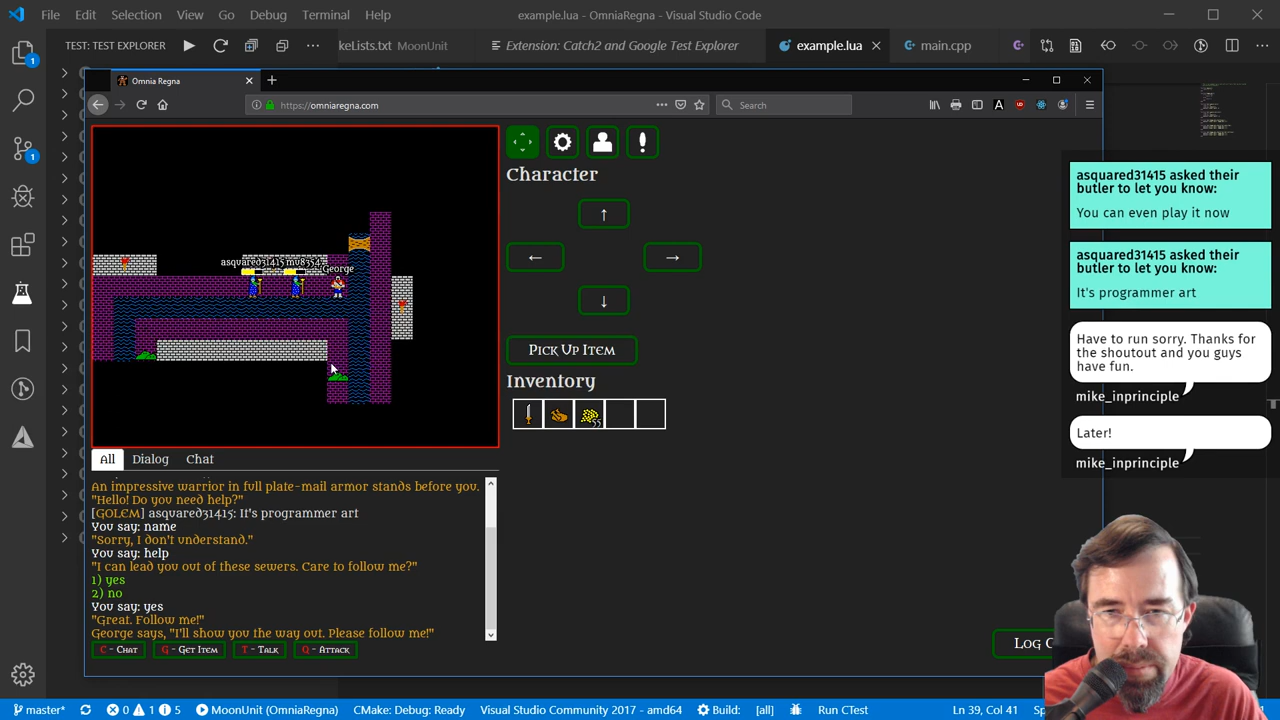 File Edit Selection View Go Debug Terminal Help
example.lua - OmniaRegna - Visual Studio Code
TEST: TEST EXPLORER
keLists.txt MoonUnit
Extension: Catch2 and Google Test Explorer
example.lua
main.cpp
Omnia Regna
https://omniaregna.com
Search
Character
↑
← →
↓
Pick Up Item
Inventory
55
asquared31415
George
All Dialog Chat
An impressive warrior in full plate-mail armor stands before you.
"Hello! Do you need help?"
[GOLEM] asquared31415: It's programmer art
You say: name
"Sorry, I don't understand."
You say: help
"I can lead you out of these sewers. Care to follow me?"
1) yes
2) no
You say: yes
"Great. Follow me!"
George says, "I'll show you the way out. Please follow me!"
C - Chat G - Get Item T - Talk Q - Attack
Log
asquared31415 asked their
butler to let you know:
You can even play it now
asquared31415 asked their
butler to let you know:
It's programmer art
Have to run sorry. Thanks for
the shoutout and you guys
have fun.
mike_inprinciple
Later!
mike_inprinciple
1
1
master* 0 1 5 MoonUnit (OmniaRegna) CMake: Debug: Ready Visual Studio Community 2017 - amd64 Build: [all] Run CTest Ln 39, Col 41